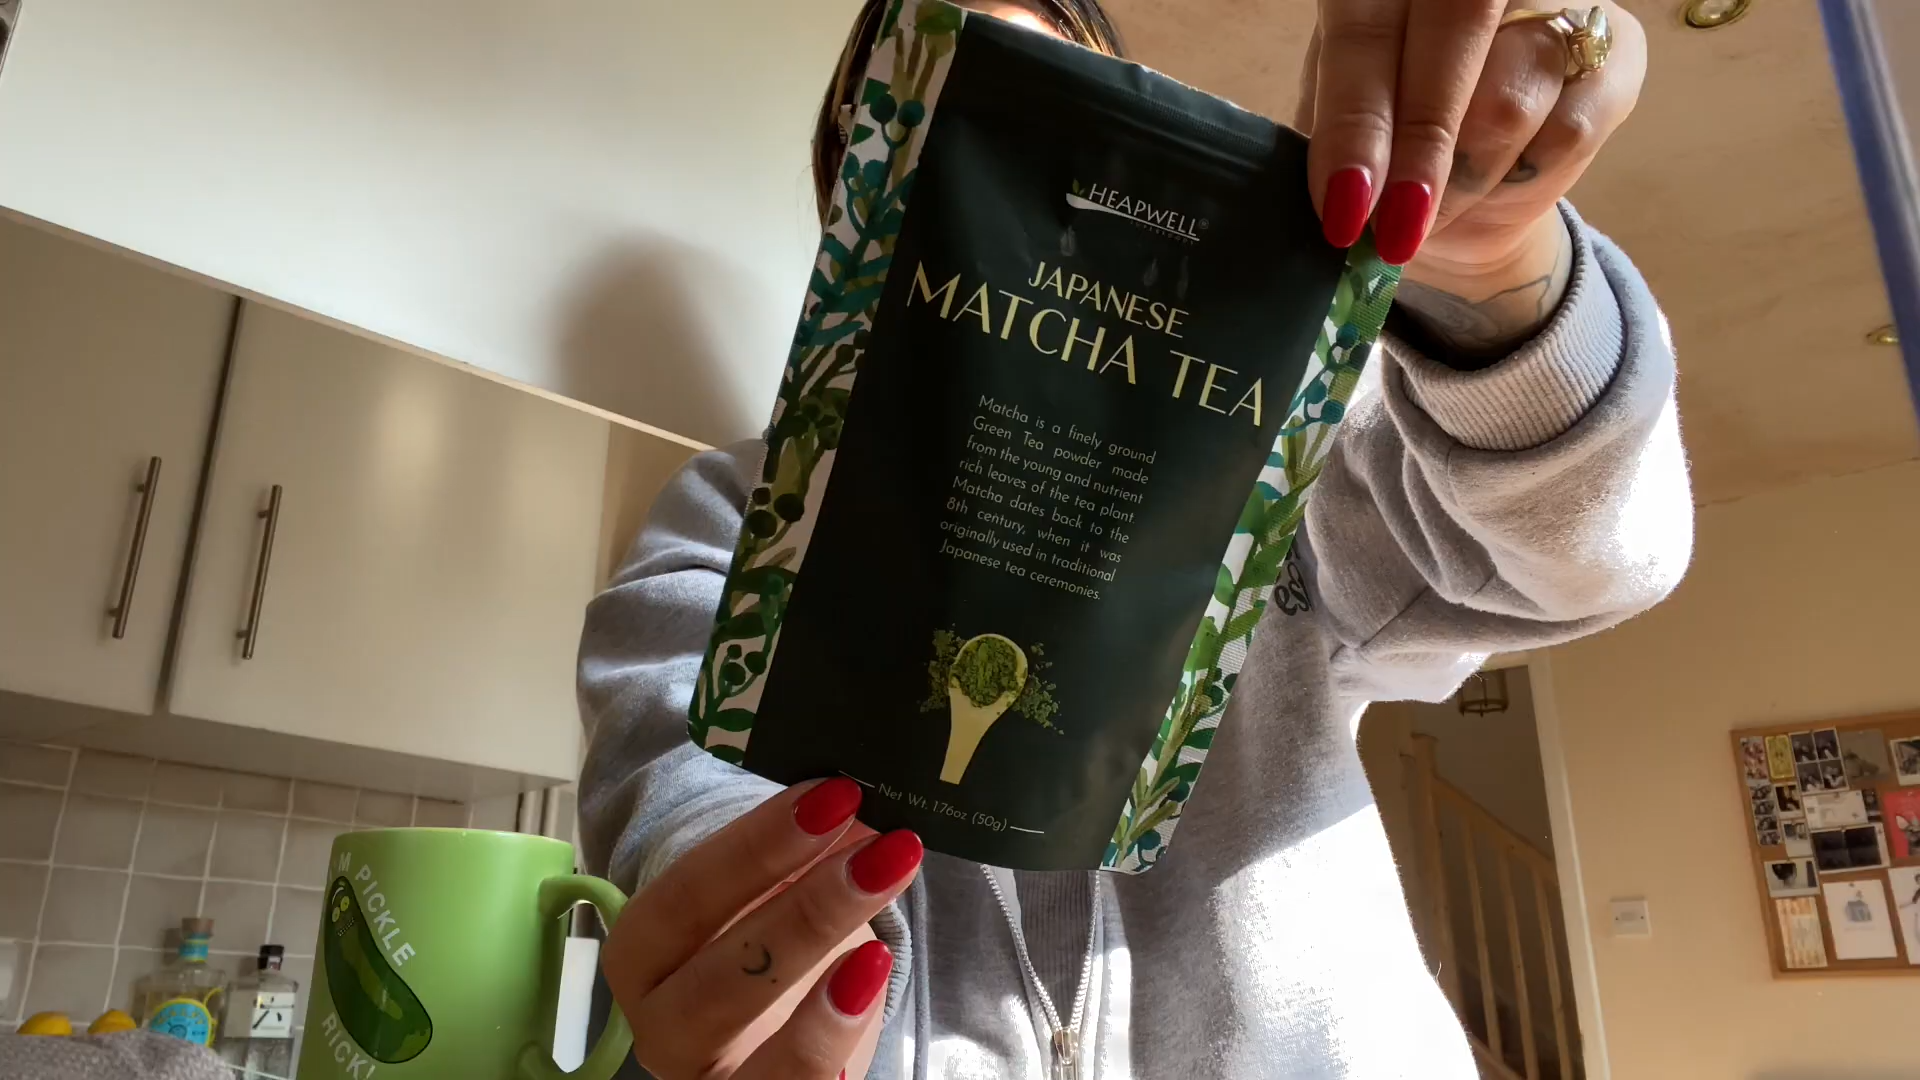 HEAPWELL®
JAPANESE
MATCHA TEA
Matcha is a finely ground
Green Tea powder made
from the young and nutrient
rich leaves of the tea plant.
Matcha dates back to the
8th century, when it was
originally used in traditional
Japanese tea ceremonies.
Net Wt. 1.76oz (50g)
M PICKLE
RICK!